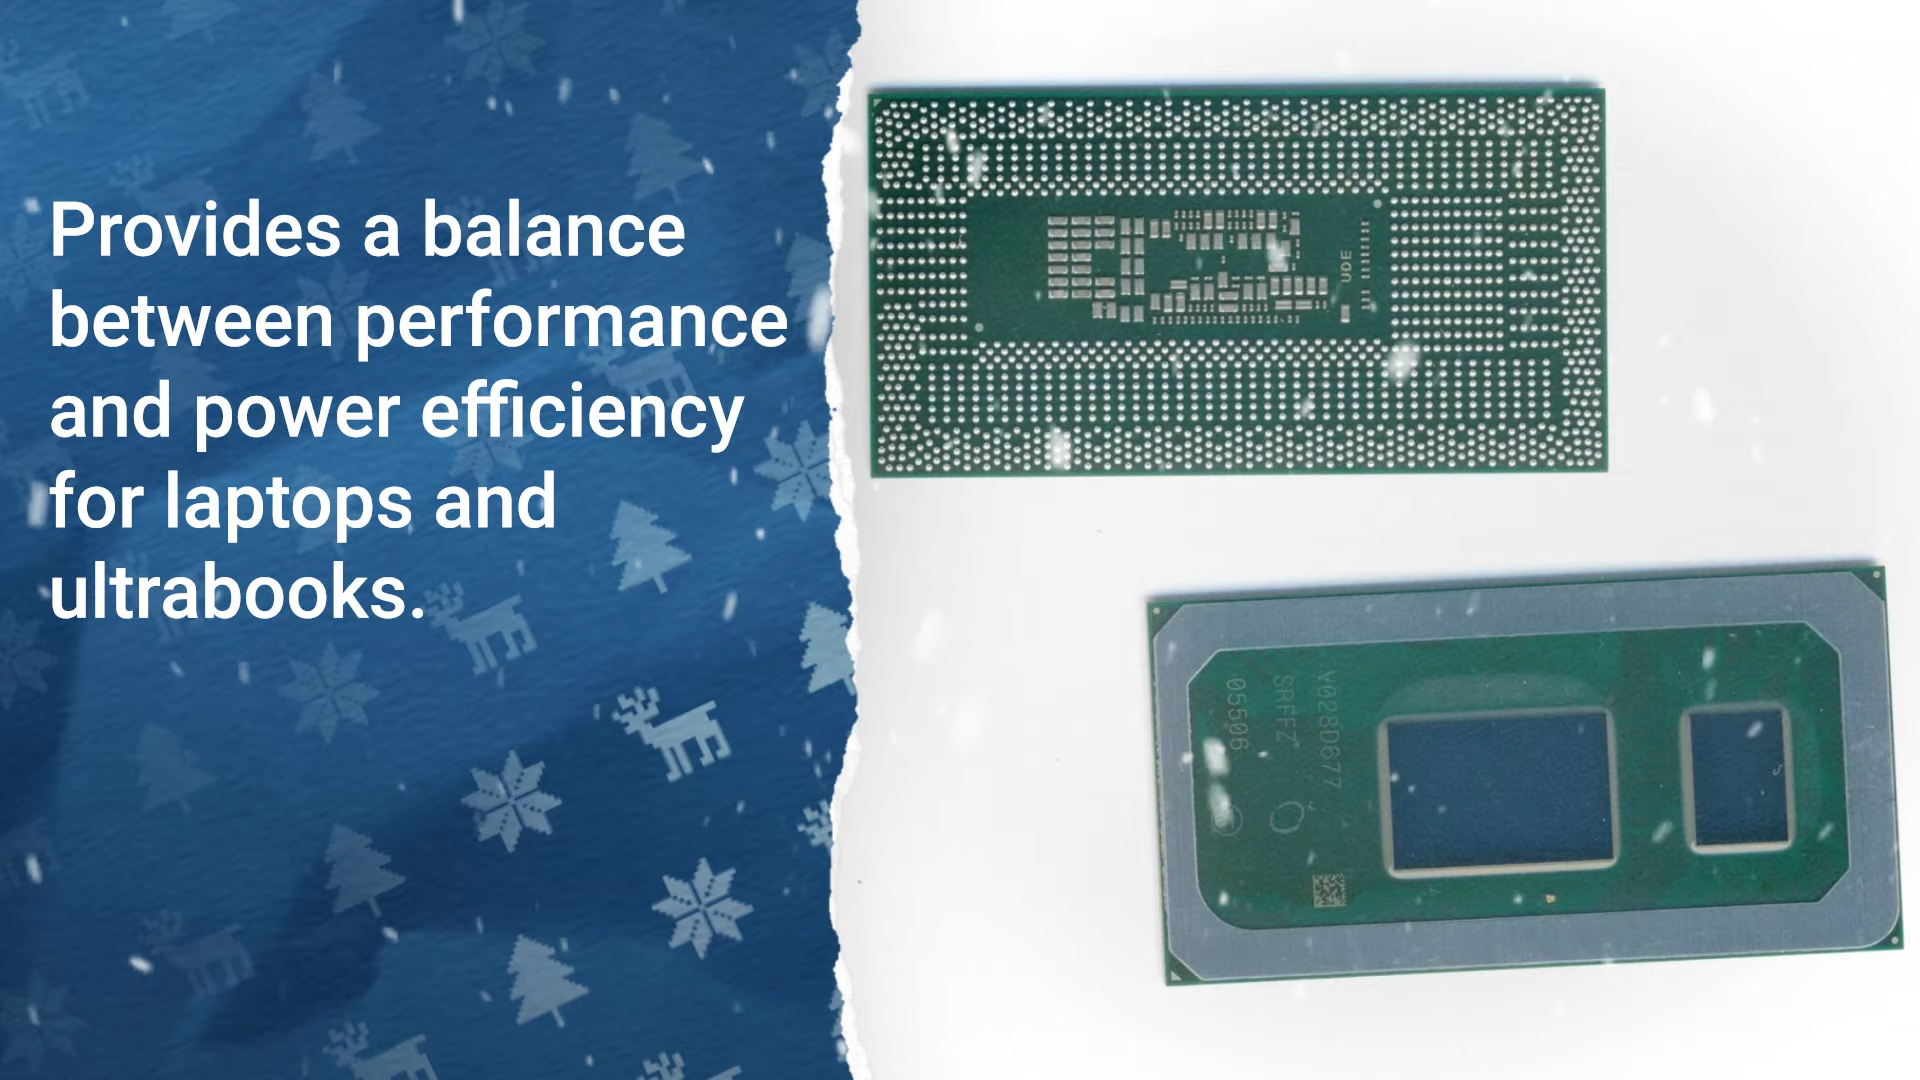 Provides a balance
between performance
and power efficiency
for laptops and
ultrabooks.
UDE
V028D677
SRFFZ
05506